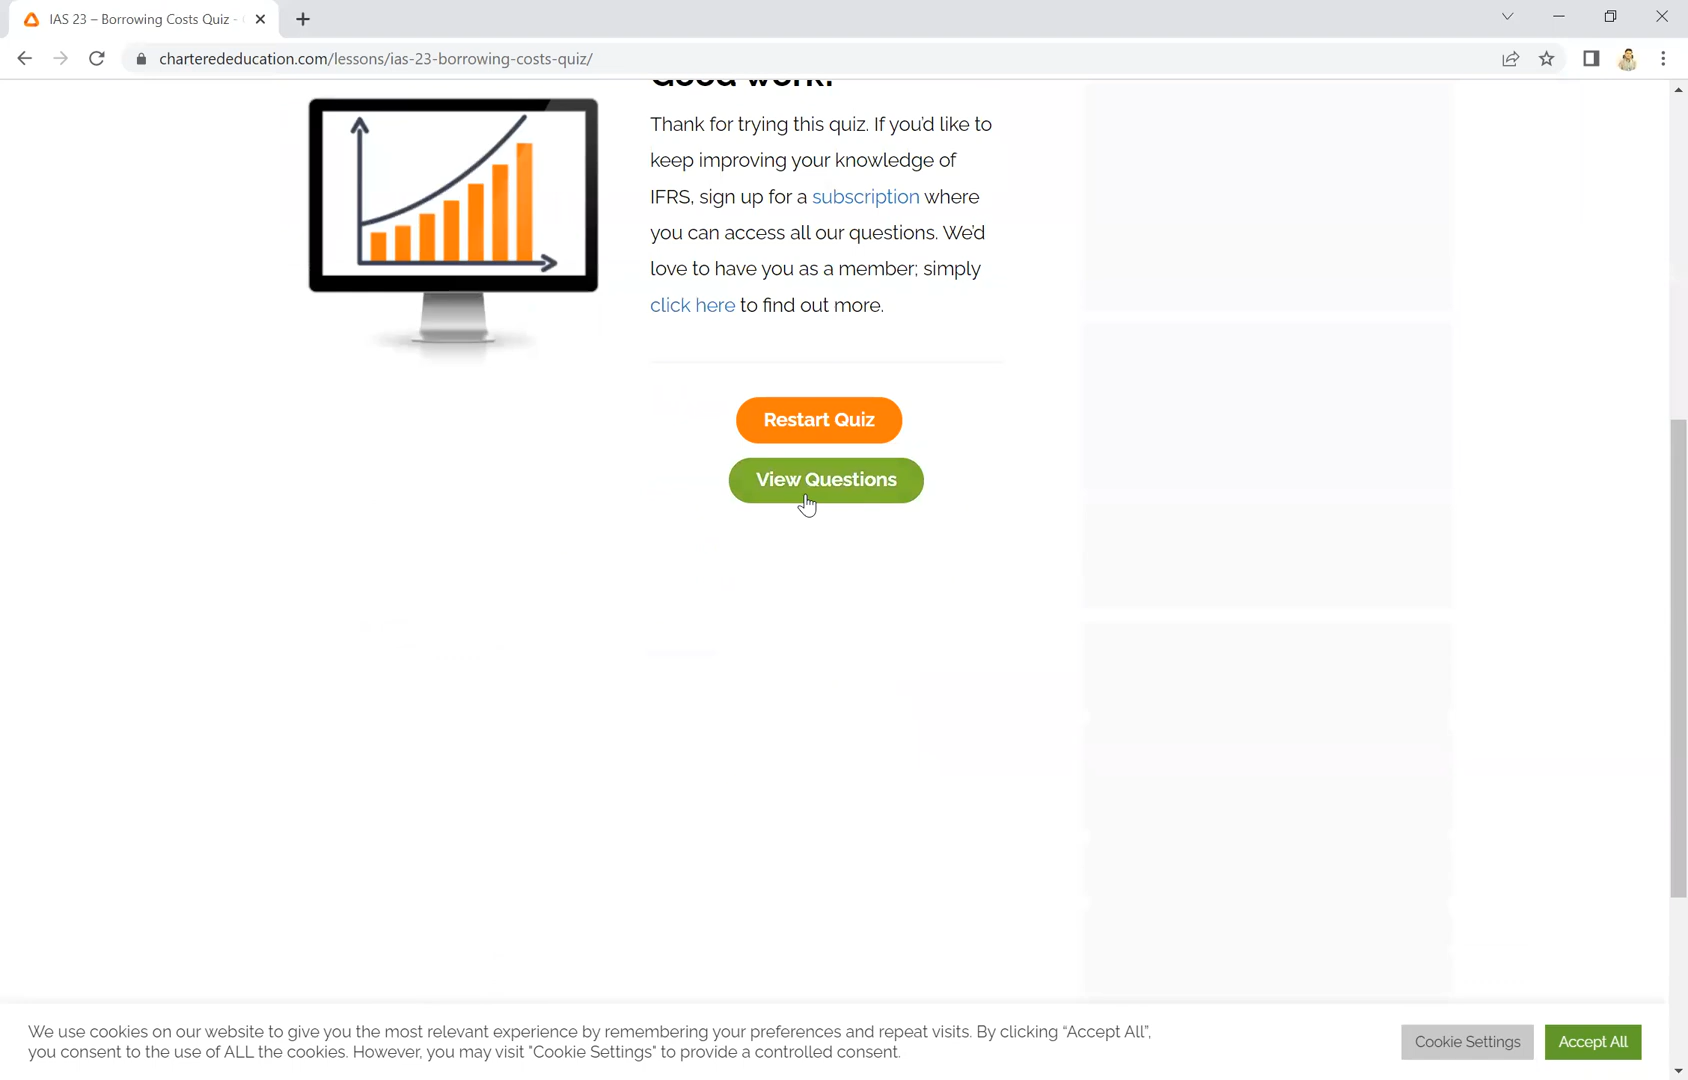 IAS 23 – Borrowing Costs Quiz -
charterededucation.com/lessons/ias-23-borrowing-costs-quiz/
Good work!
Thank for trying this quiz. If you'd like to
keep improving your knowledge of
IFRS, sign up for a subscription where
you can access all our questions. We'd
love to have you as a member; simply
click here to find out more.
Restart Quiz
View Questions
We use cookies on our website to give you the most relevant experience by remembering your preferences and repeat visits. By clicking “Accept All”,
you consent to the use of ALL the cookies. However, you may visit "Cookie Settings" to provide a controlled consent.
Cookie Settings
Accept All